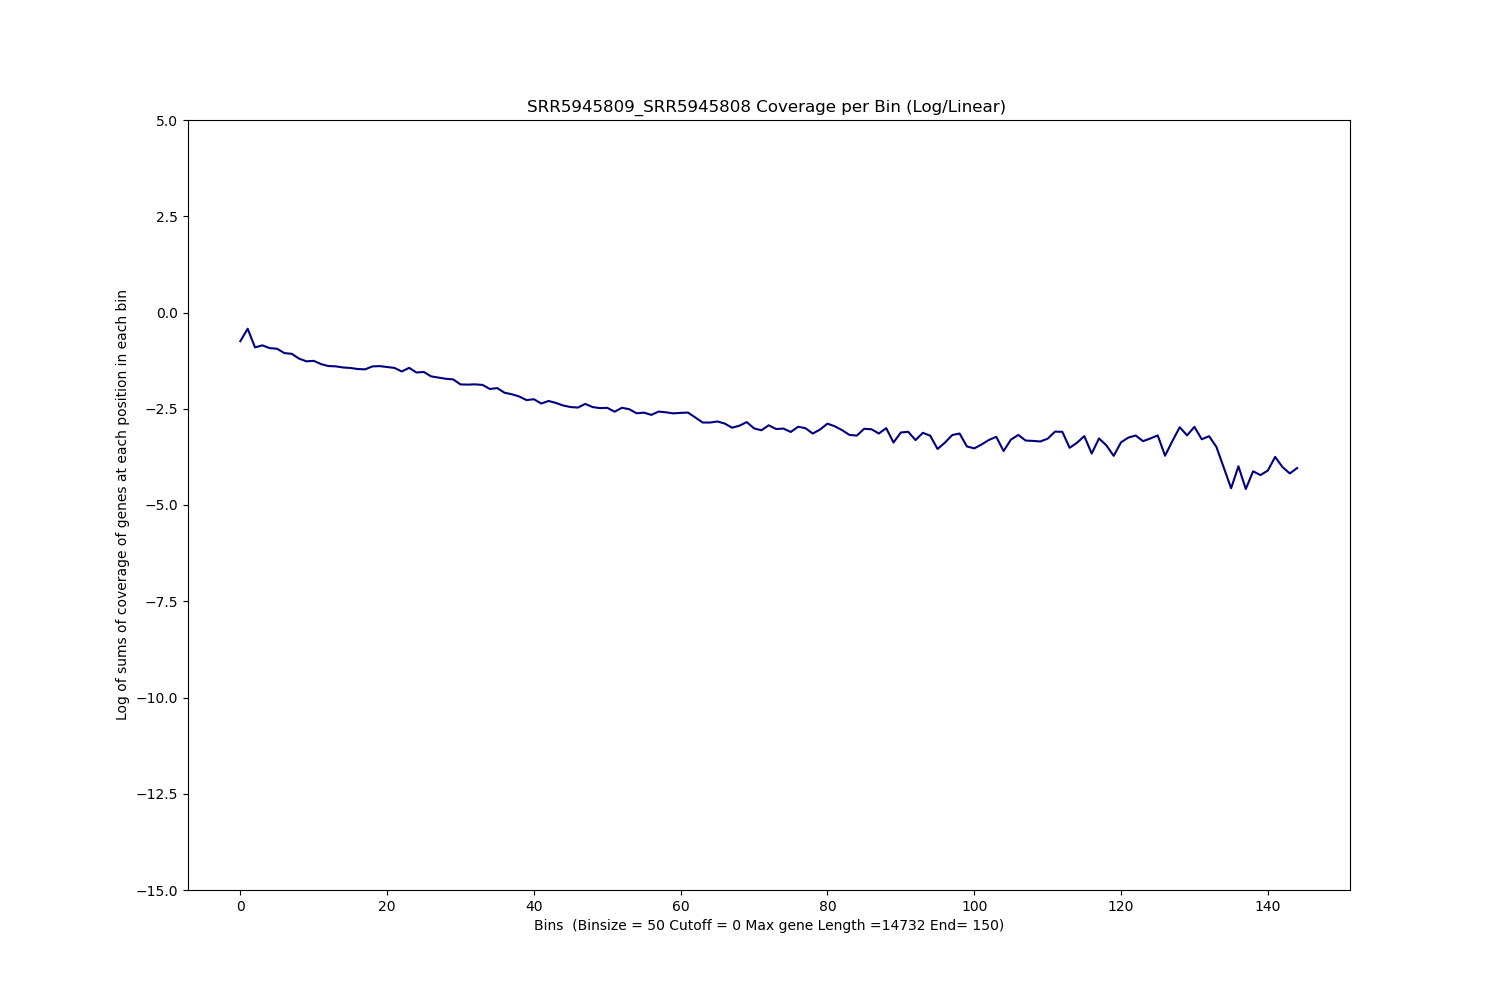 SRR5945809_SRR5945808 Coverage per Bin (Log/Linear)
5.0
2.5
0.0
−2.5
−5.0
−7.5
−10.0
−12.5
−15.0
Log of sums of coverage of genes at each position in each bin
0 20 40 60 80 100 120 140
Bins  (Binsize = 50 Cutoff = 0 Max gene Length =14732 End= 150)